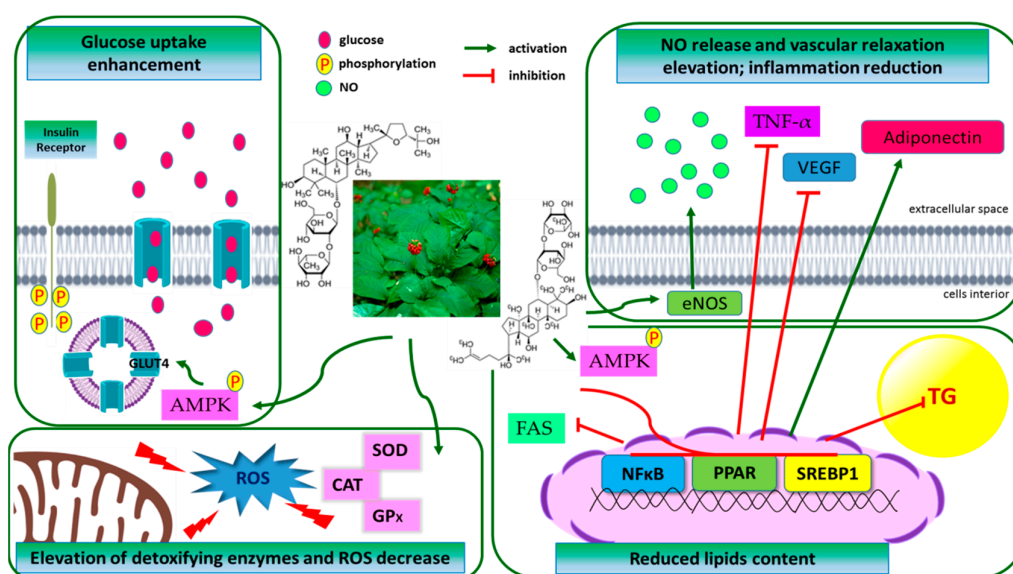 Glucose uptake
enhancement
glucose
phosphorylation
NO
activation
inhibition
NO release and vascular relaxation
elevation; inflammation reduction
Insulin
Receptor
P
P
P
P
P
GLUT4
AMPK
P
TNF-α
VEGF
Adiponectin
extracellular space
cells interior
eNOS
AMPK
P
FAS
TG
NFκB
PPAR
SREBP1
Reduced lipids content
ROS
SOD
CAT
GPx
Elevation of detoxifying enzymes and ROS decrease